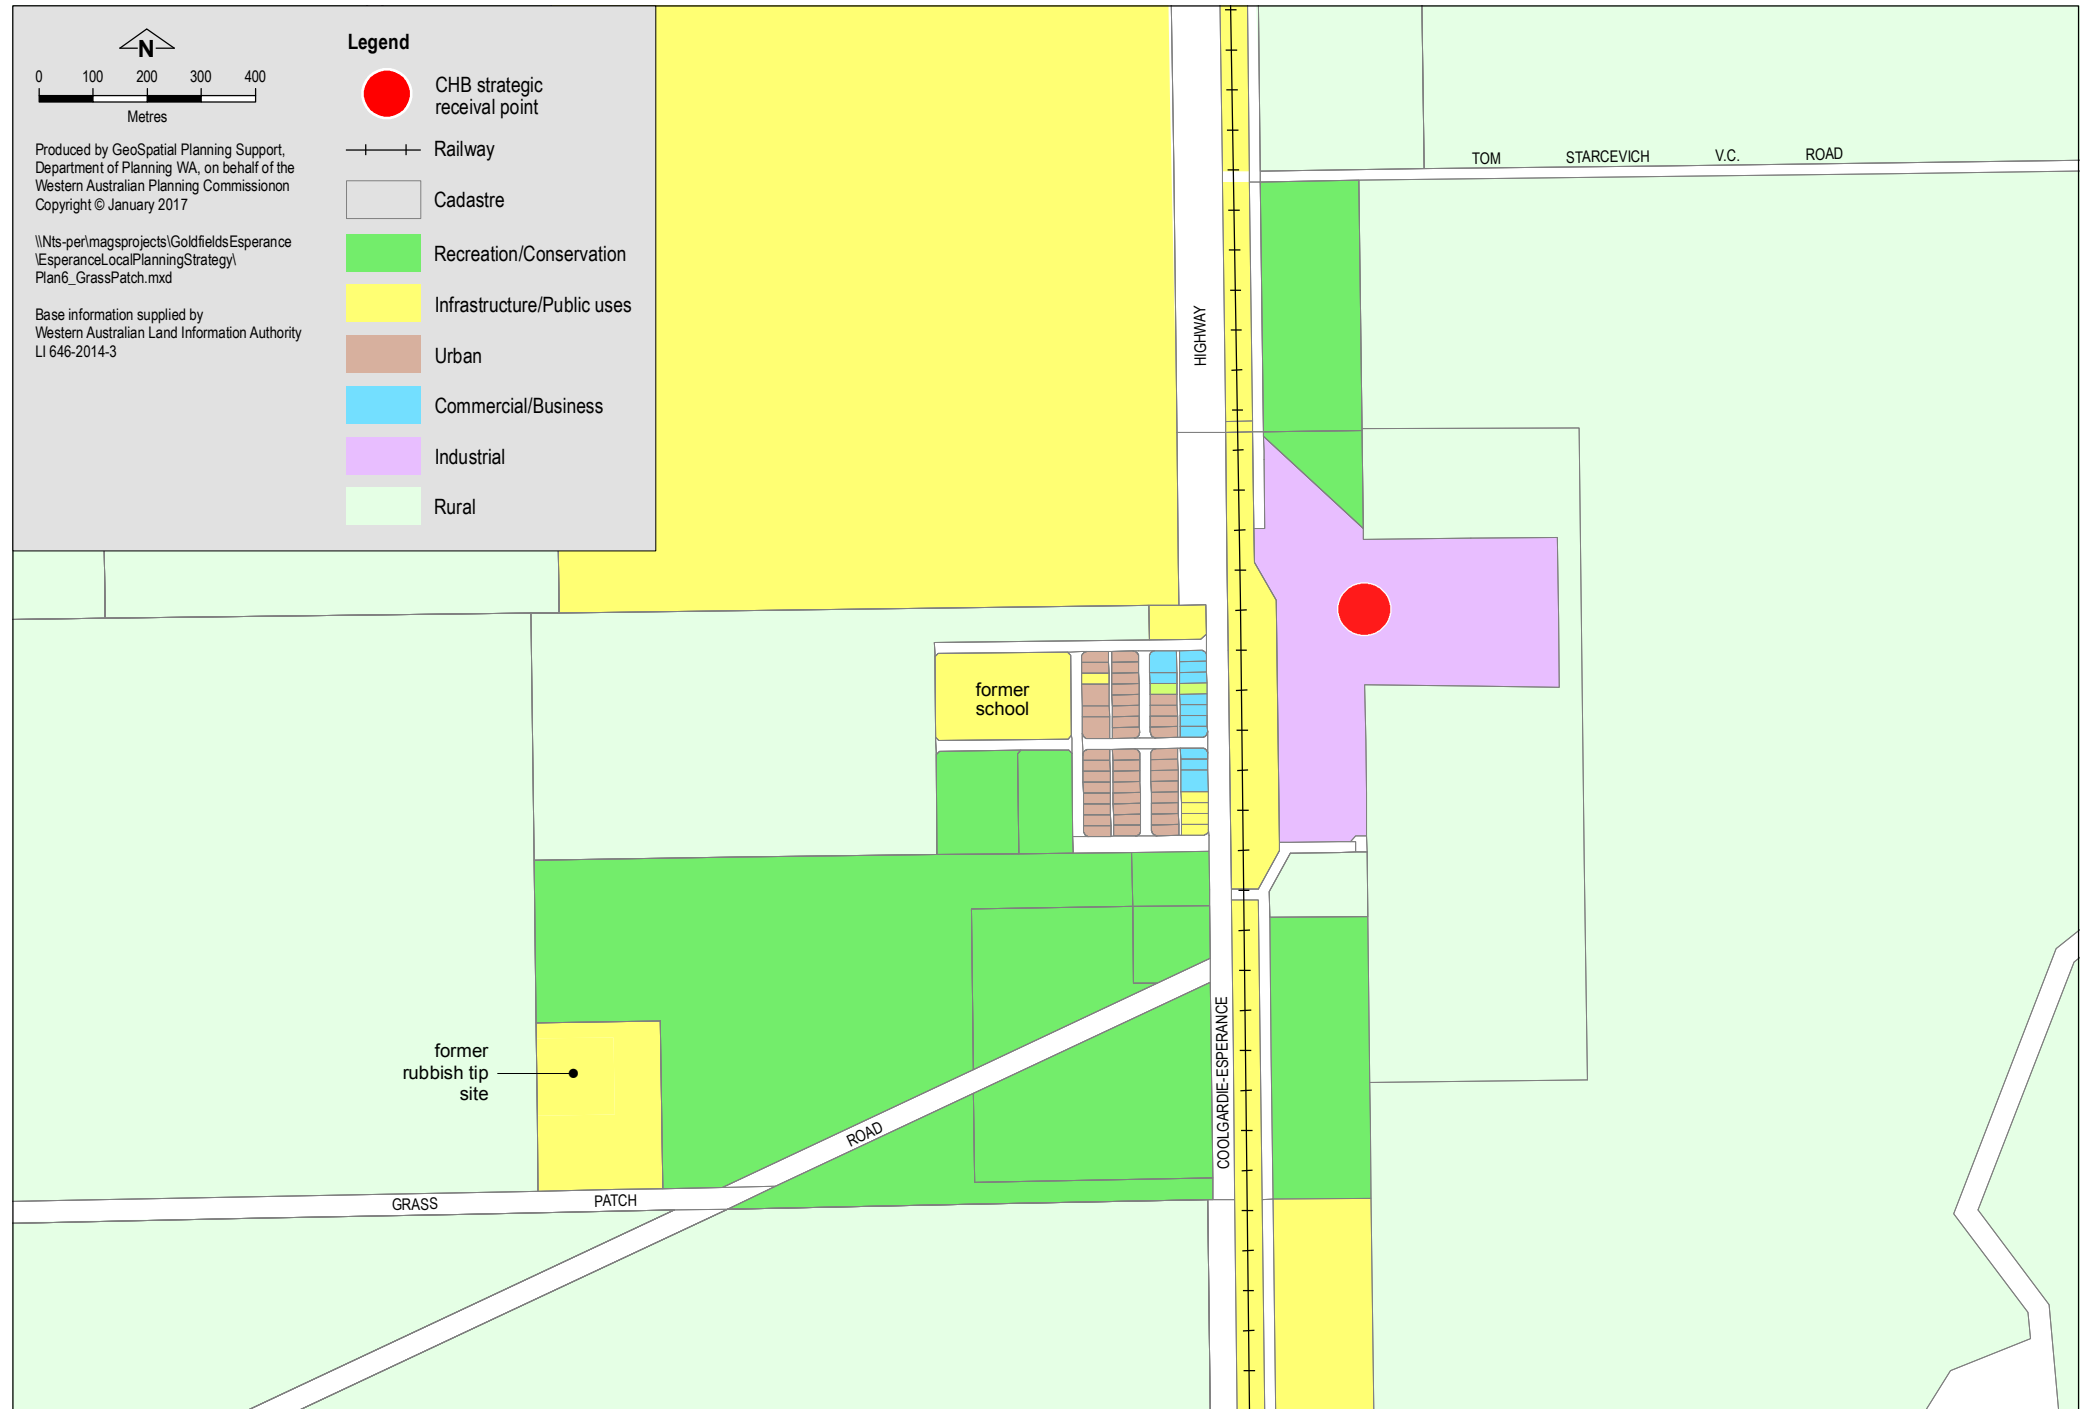 N
0 100 200 300 400
Metres
Produced by GeoSpatial Planning Support,
Department of Planning WA, on behalf of the
Western Australian Planning Commissionon
Copyright © January 2017
\\Nts-per\magsprojects\GoldfieldsEsperance
\EsperanceLocalPlanningStrategy\
Plan6_GrassPatch.mxd
Base information supplied by
Western Australian Land Information Authority
LI 646-2014-3
Legend
CHB strategic
receival point
Railway
Cadastre
Recreation/Conservation
Infrastructure/Public uses
Urban
Commercial/Business
Industrial
Rural
TOM STARCEVICH V.C. ROAD
HIGHWAY
former
school
former
rubbish tip
site
COOLGARDIE-ESPERANCE
ROAD
GRASS PATCH